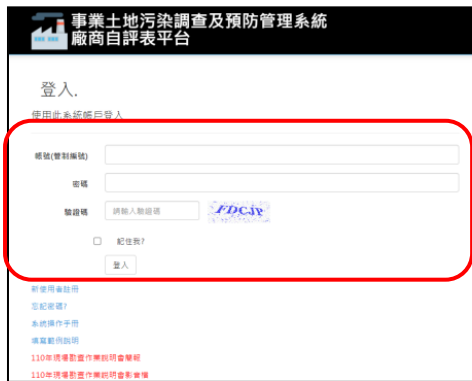 事業土地污染調查及預防管理系統
廠商自評表平台
登入.
使用此系統帳戶登入
帳號(管制編號)
密碼
驗證碼
請輸入驗證碼
FDCJP
記住我?
登入
新使用者註冊
忘記密碼?
系統操作手冊
填寫範例說明
110年現場勘查作業說明會簡報
110年現場勘查作業說明會影音檔